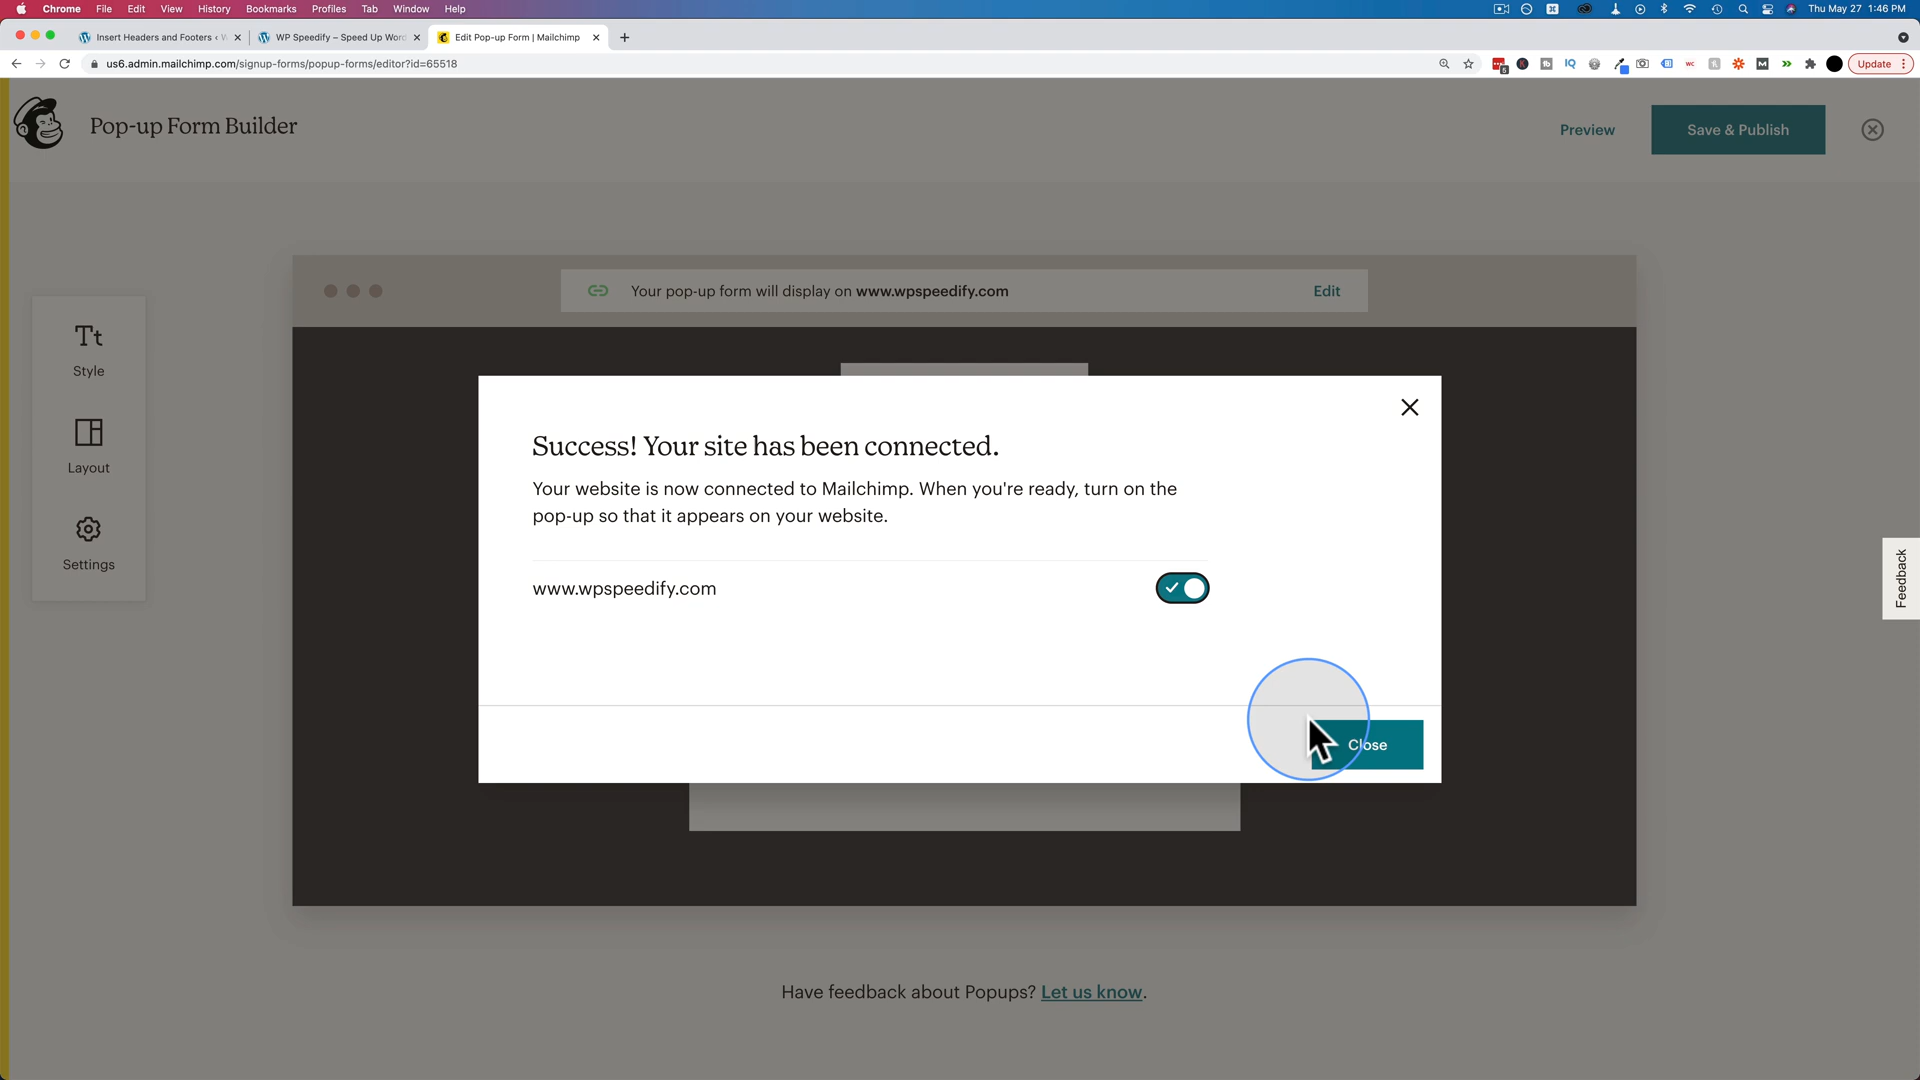 Chrome File Edit View History Bookmarks Profiles Tab Window Help
Thu May 27 1:46 PM
Insert Headers and Footers ‹
WP Speedify – Speed Up Wor
Edit Pop-up Form | Mailchimp
us6.admin.mailchimp.com/signup-forms/popup-forms/editor?id=65518
Update
Pop-up Form Builder
Preview
Save & Publish
Your pop-up form will display on www.wpspeedify.com
Edit
Tt
Style
Layout
Settings
Success! Your site has been connected.
Your website is now connected to Mailchimp. When you're ready, turn on the
pop-up so that it appears on your website.
www.wpspeedify.com
Close
Feedback
Have feedback about Popups? Let us know.